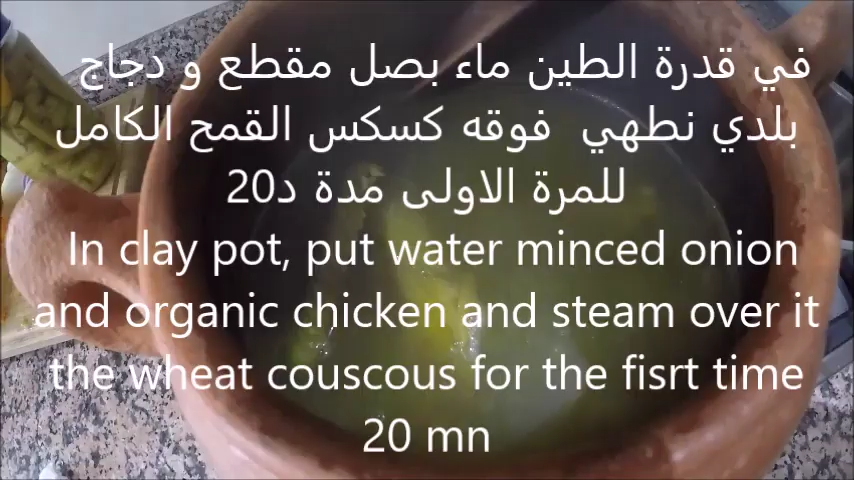 في قدرة الطين ماء بصل مقطع و دجاج
بلدي نطهي فوقه كسكس القمح الكامل
للمرة الاولى مدة 20د
In clay pot, put water minced onion
and organic chicken and steam over it
the wheat couscous for the fisrt time
20 mn